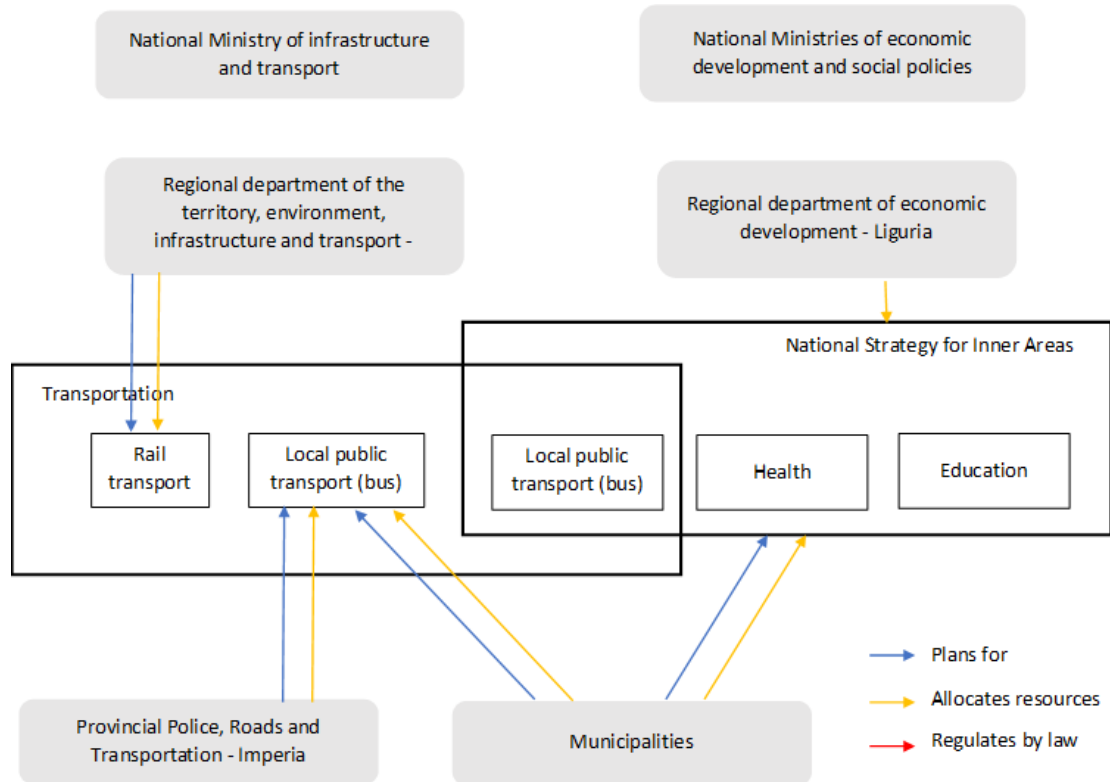 National Ministry of infrastructure
and transport
National Ministries of economic
development and social policies
Regional department of the
territory, environment,
infrastructure and transport -
Regional department of economic
development - Liguria
National Strategy for Inner Areas
Transportation
Rail
transport
Local public
transport (bus)
Local public
transport (bus)
Health
Education
Plans for
Allocates resources
Regulates by law
Provincial Police, Roads and
Transportation - Imperia
Municipalities